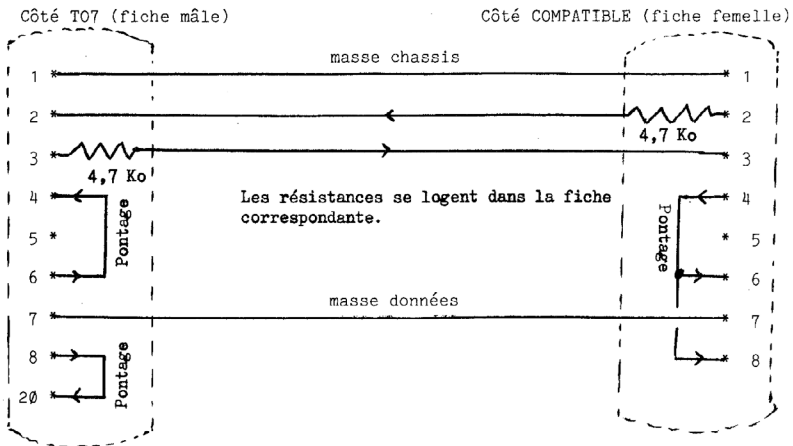 Côté TO7 (fiche mâle)
Côté COMPATIBLE (fiche femelle)
masse chassis
1 *
* 1
2 *
* 2
4,7 Ko
3 *
* 3
4,7 Ko
Les résistances se logent dans la fiche
correspondante.
4 *
* 4
Pontage
Pontage
5 *
* 5
6 *
* 6
masse données
7 *
* 7
8 *
* 8
Pontage
2Ø *